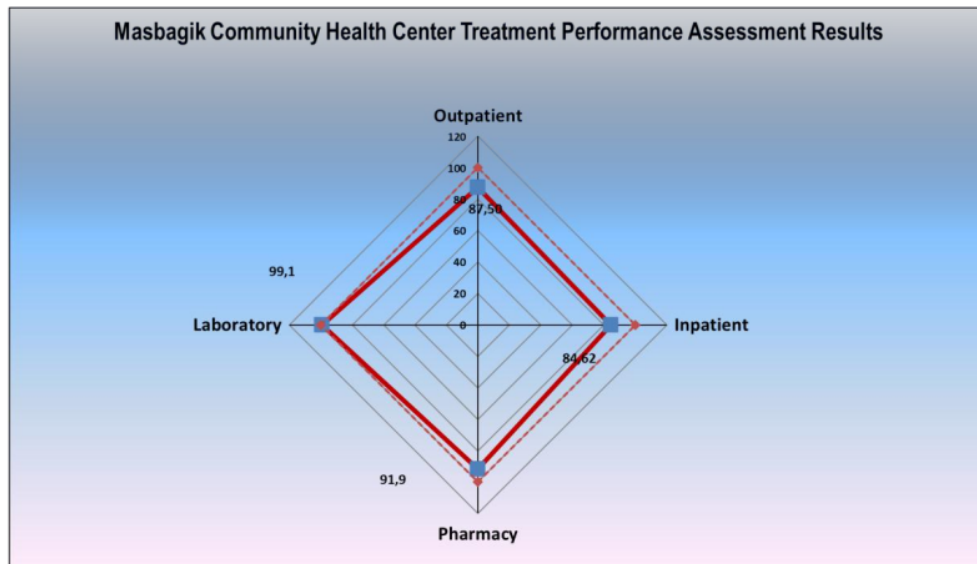 Masbagik Community Health Center Treatment Performance Assessment Results
Outpatient
120
100
80
87,50
60
99,1
40
20
Laboratory
0
Inpatient
84,62
91,9
Pharmacy